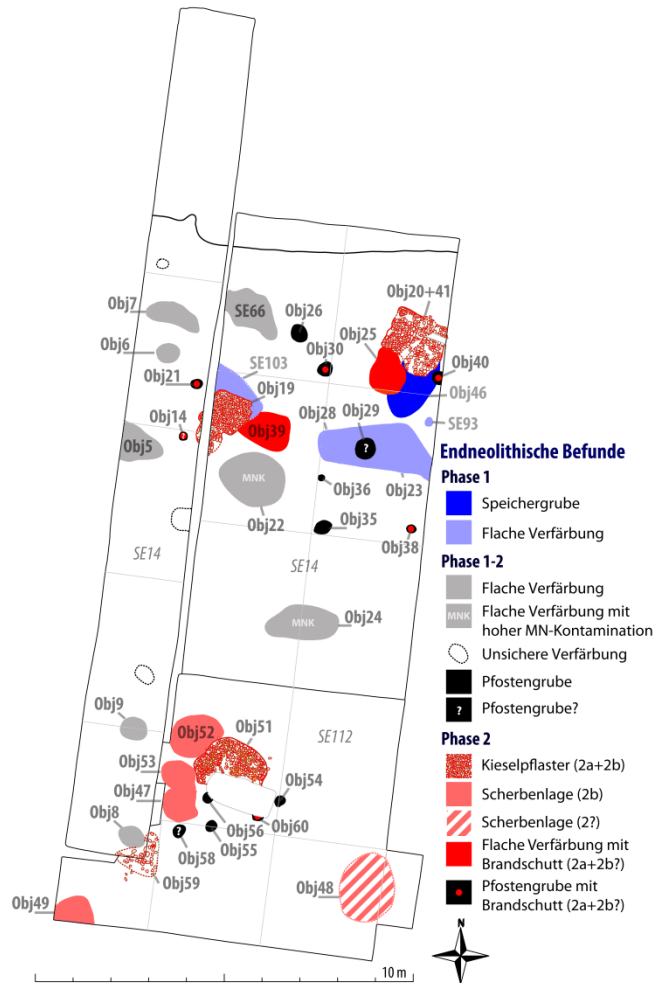 Obj20+41
Obj7
SE66
Obj26
Obj25
Obj6
Obj30
Obj40
SE103
Obj21
Obj19
Obj46
Obj14
Obj28
Obj29
SE93
Obj39
?
?
Obj5
Endneolithische Befunde
MNK
Obj36
Obj23
Phase 1
Obj22
Obj35
Speichergrube
Obj38
Flache Verfärbung
SE14
SE14
Phase 1-2
Flache Verfärbung
MNK
Obj24
MNK
Flache Verfärbung mit
hoher MN-Kontamination
Unsichere Verfärbung
Pfostengrube
?
Pfostengrube?
Obj9
Obj52
Obj51
SE112
Phase 2
Kieselpflaster (2a+2b)
Obj53
Obj54
Scherbenlage (2b)
Obj47
Scherbenlage (2?)
Obj8
Obj56
Obj60
?
Obj58
Obj55
Flache Verfärbung mit
Brandschutt (2a+2b?)
Obj59
Obj48
Pfostengrube mit
Brandschutt (2a+2b?)
Obj49
N
10 m